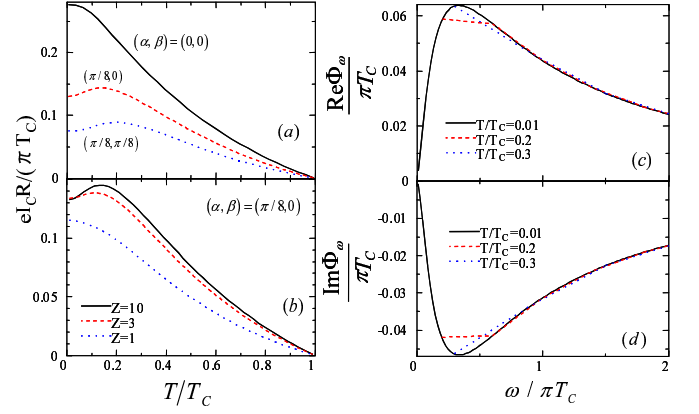 (α, β) = (0, 0)
(π/8,0)
(π/8,π/8)
(a)
0.2
0.1
0
eI_C R/(π T_C)
(α, β) = (π/8,0)
(b)
Z=10
Z=3
Z=1
0.1
0.05
0
0 0.2 0.4 0.6 0.8 1
T/T_C
ReΦ_ω
πT_C
0.06
0.04
0.02
0
T/T_C=0.01
T/T_C=0.2
T/T_C=0.3
(c)
ImΦ_ω
πT_C
-0.01
-0.02
-0.03
-0.04
T/T_C=0.01
T/T_C=0.2
T/T_C=0.3
(d)
0 1 2
ω / πT_C